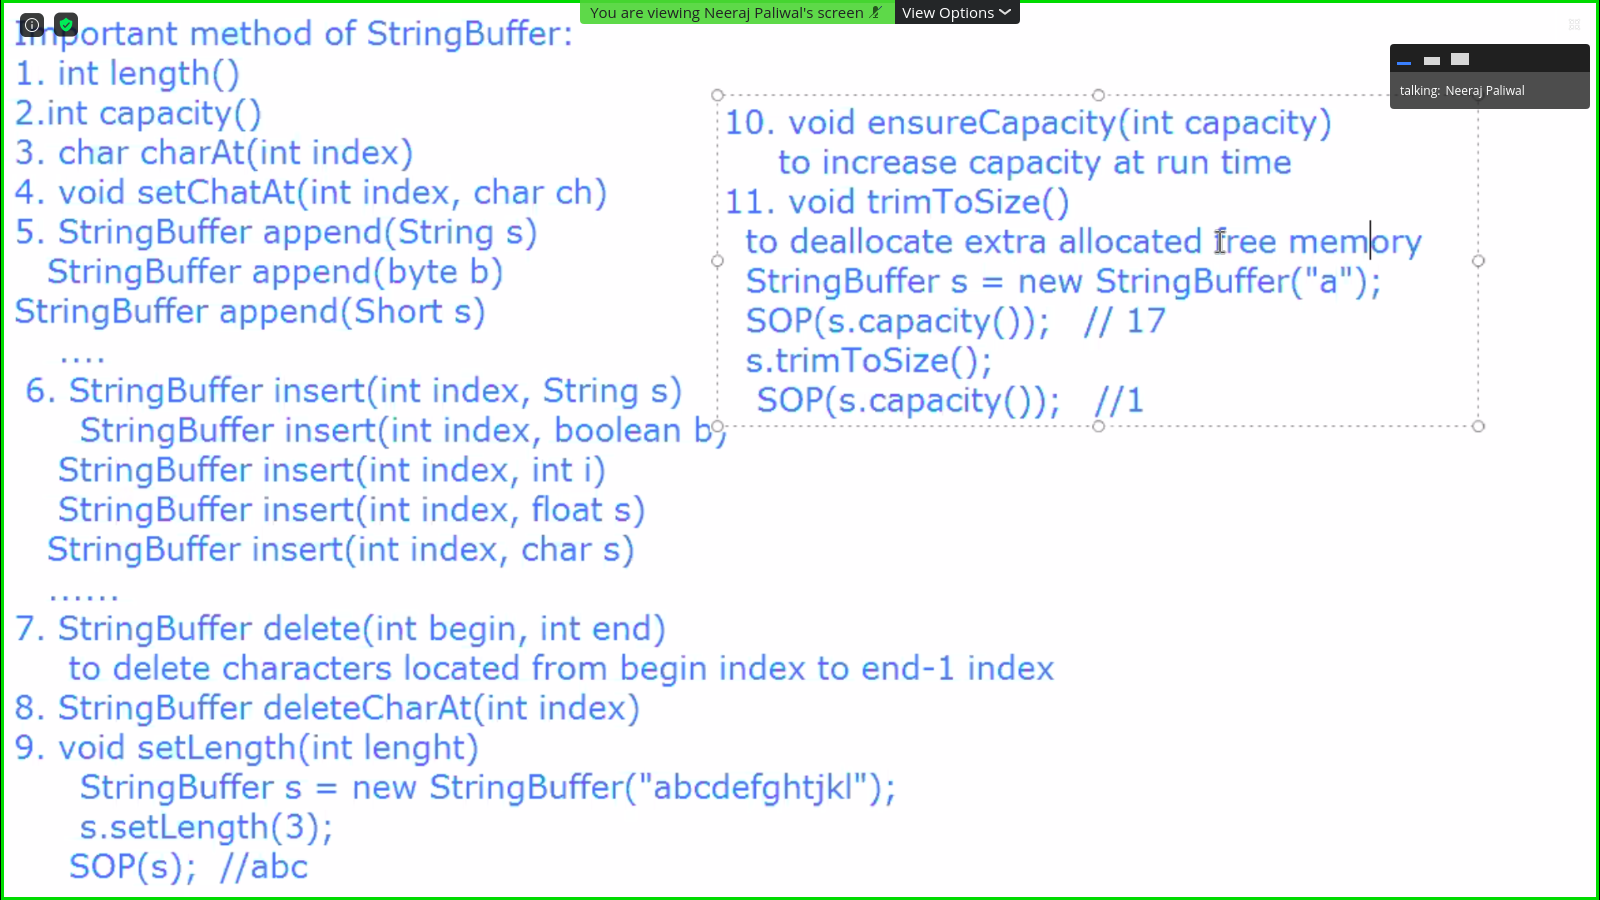 You are viewing Neeraj Paliwal's screen
View Options
talking: Neeraj Paliwal
Important method of StringBuffer:
1. int length()
2.int capacity()
3. char charAt(int index)
4. void setChatAt(int index, char ch)
5. StringBuffer append(String s)
StringBuffer append(byte b)
StringBuffer append(Short s)
....
6. StringBuffer insert(int index, String s)
StringBuffer insert(int index, boolean b)
StringBuffer insert(int index, int i)
StringBuffer insert(int index, float s)
StringBuffer insert(int index, char s)
......
7. StringBuffer delete(int begin, int end)
to delete characters located from begin index to end-1 index
8. StringBuffer deleteCharAt(int index)
9. void setLength(int lenght)
StringBuffer s = new StringBuffer("abcdefghtjkl");
s.setLength(3);
SOP(s); //abc
10. void ensureCapacity(int capacity)
to increase capacity at run time
11. void trimToSize()
to deallocate extra allocated free memory
StringBuffer s = new StringBuffer("a");
SOP(s.capacity()); // 17
s.trimToSize();
SOP(s.capacity()); //1